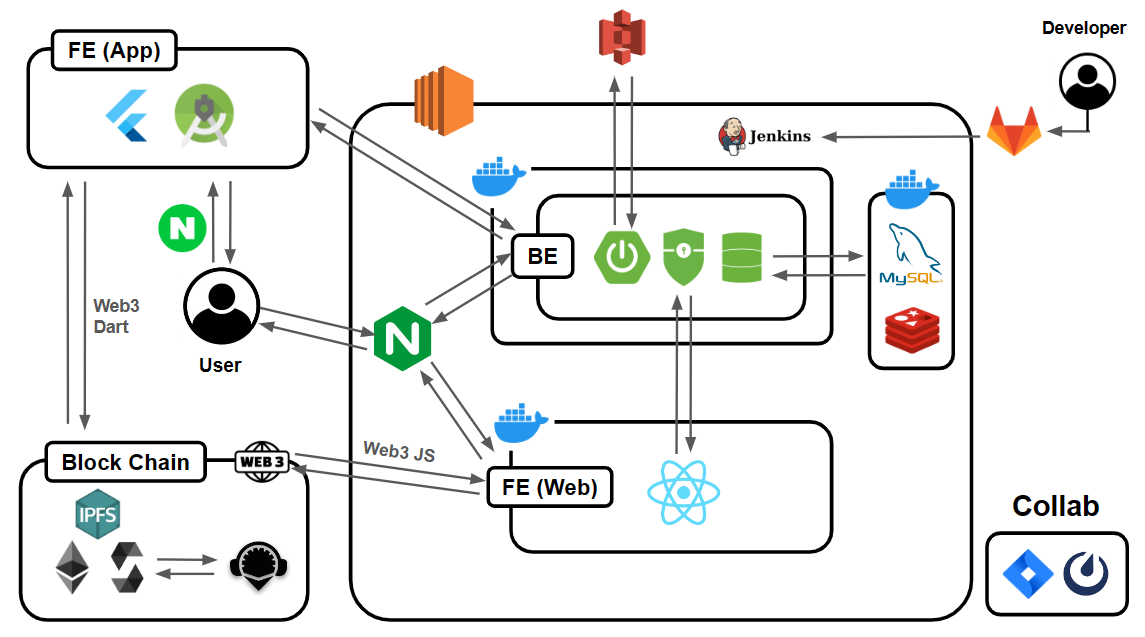 Developer
FE (App)
Jenkins
BE
N
MySQL
Web3
Dart
N
User
Web3 JS
Block Chain
WEB 3
FE (Web)
IPFS
Collab